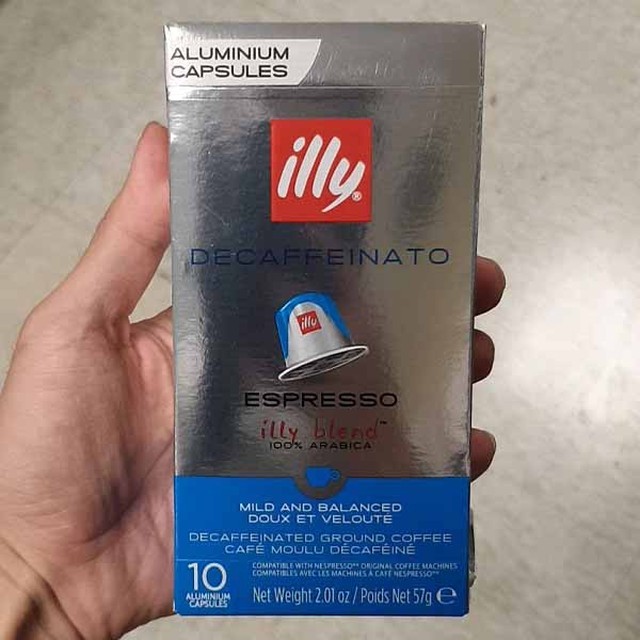 ALUMINIUM
CAPSULES
illy®
DECAFFEINATO
illy
ESPRESSO
illy blend™
100% ARABICA
MILD AND BALANCED
DOUX ET VELOUTÉ
DECAFFEINATED GROUND COFFEE
CAFÉ MOULU DÉCAFÉINÉ
10
ALUMINIUM
CAPSULES
COMPATIBLE WITH NESPRESSO** ORIGINAL COFFEE MACHINES
COMPATIBLES AVEC LES MACHINES À CAFÉ NESPRESSO**
Net Weight 2.01 oz / Poids Net 57g ℮